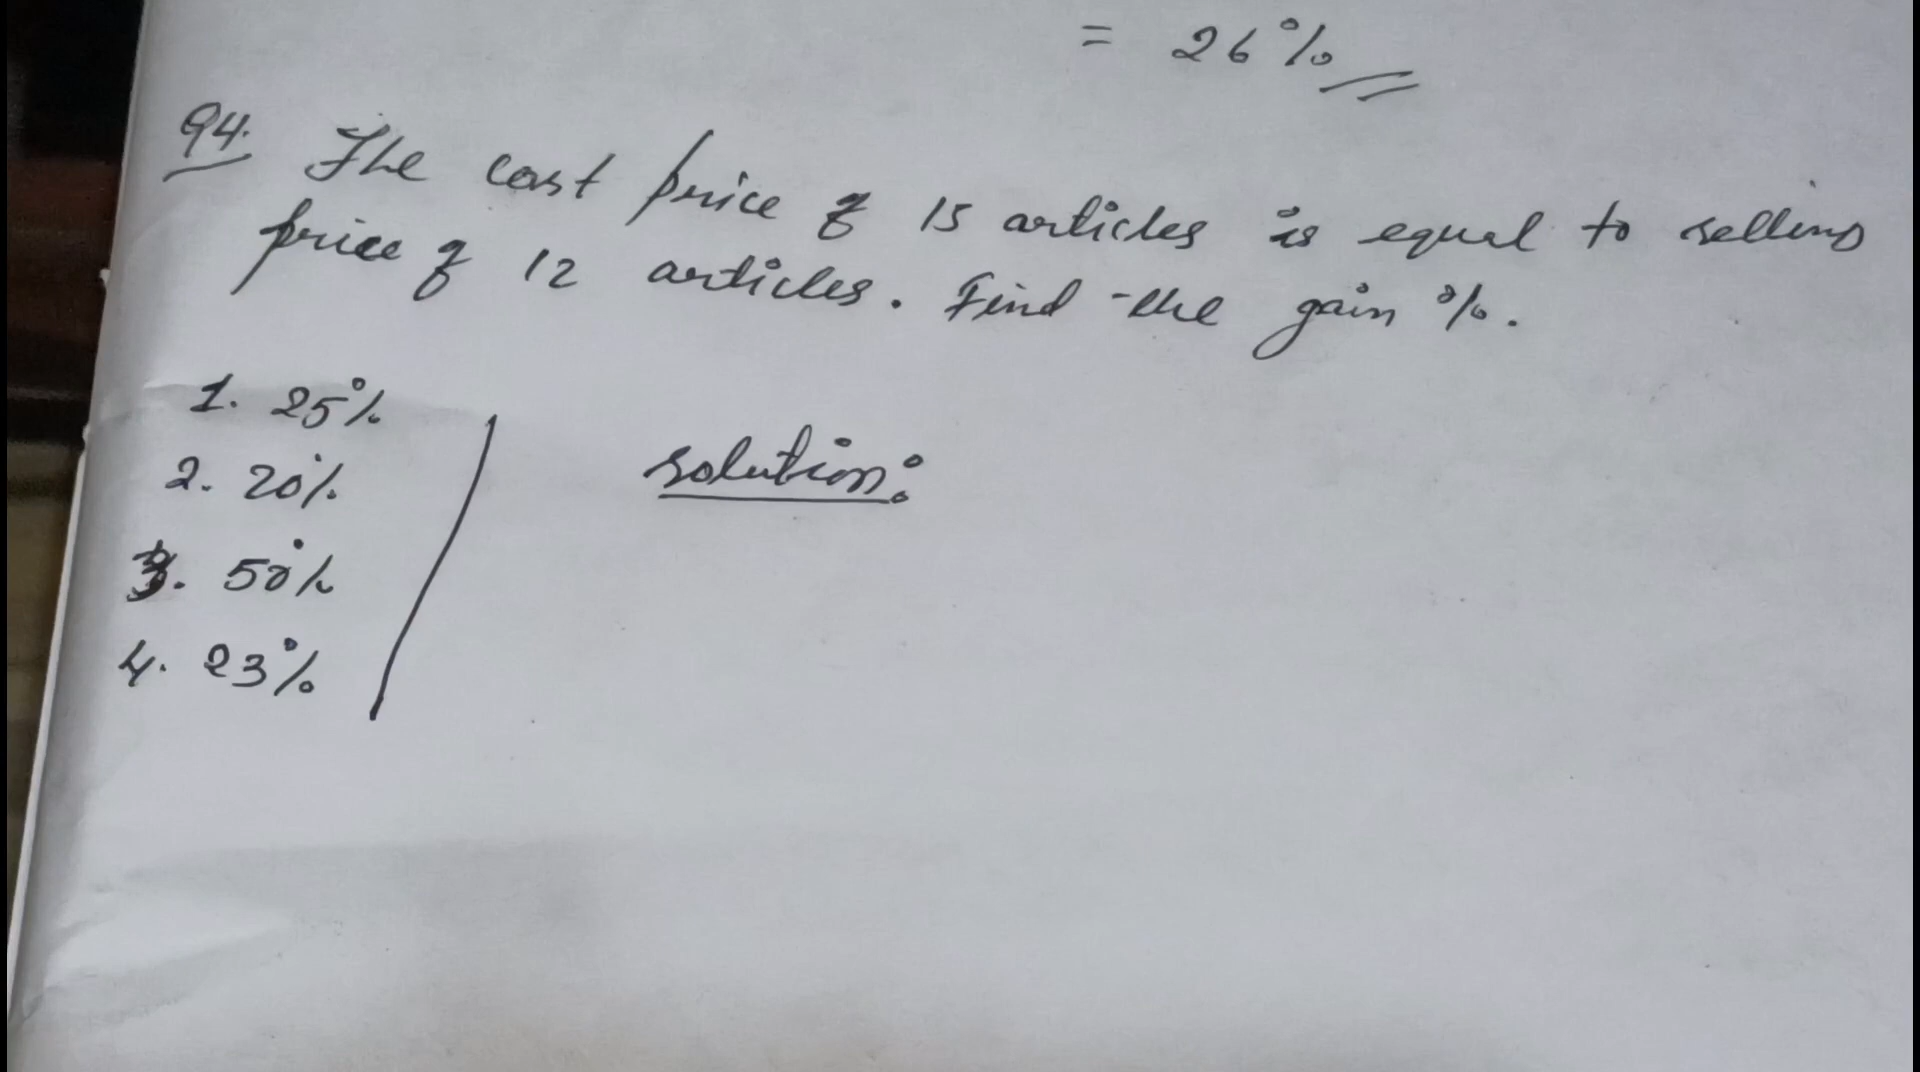 = 26%
94. The cost price of 15 articles is equal to selling
price of 12 articles. Find the gain %.
1. 25%
2. 20%
3. 50%
4. 23%
solution: